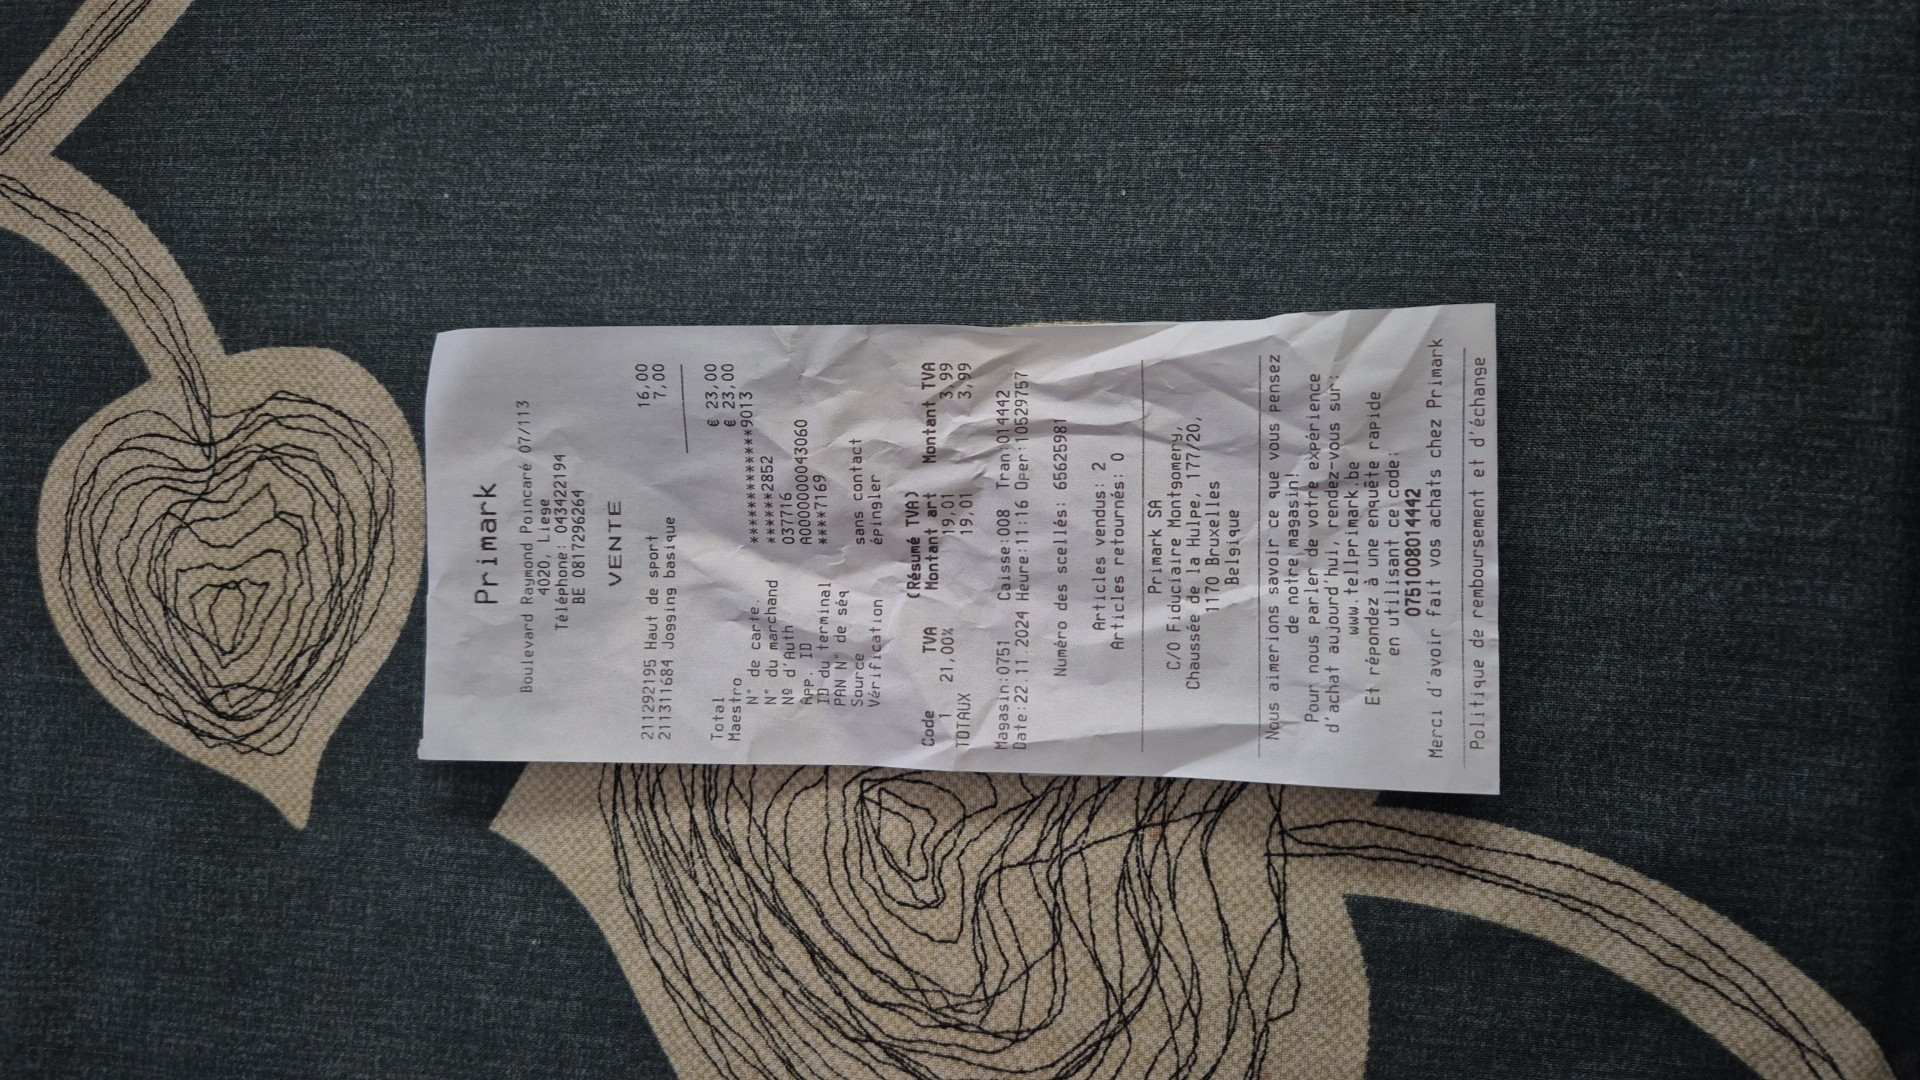 Primark
Boulevard Raymond Poincaré 07/113
4020, Liege
Téléphone: 043422194
BE 0817296264
VENTE
211292195 Haut de sport 16,00
211311684 Jogging basique 7,00
Total € 23,00
Maestro € 23,00
N° de carte.. ***************9013
N° du marchand ******2852
Nº d'Auth 037716
APP. ID A0000000043060
ID du terminal ****7169
PAN N° de séq
Source sans contact
Vérification épingler
(Résumé TVA)
Code TVA Montant art Montant TVA
1 21,00% 19,01 3,99
TOTAUX 19,01 3,99
Magasin:0751 Caisse:008 Tran:014442
Date:22.11.2024 Heure:11:16 Oper:10529757
Numéro des scellés: 65625981
Articles vendus: 2
Articles retournés: 0
Primark SA
C/O Fiduciaire Montgomery,
Chaussée de la Hulpe, 177/20,
1170 Bruxelles
Belgique
Nous aimerions savoir ce que vous pensez
de notre magasin!
Pour nous parler de votre expérience
d'achat aujourd'hui, rendez-vous sur:
www.tellprimark.be
Et répondez à une enquête rapide
en utilisant ce code:
0751008014442
Merci d'avoir fait vos achats chez Primark
Politique de remboursement et d'échange